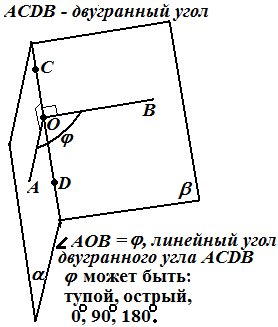 ACDB - двугранный угол
C
O
B
φ
A
D
β
∠ AOB = φ, линейный угол
двугранного угла ACDB
α
φ может быть:
тупой, острый,
0°, 90°, 180°.